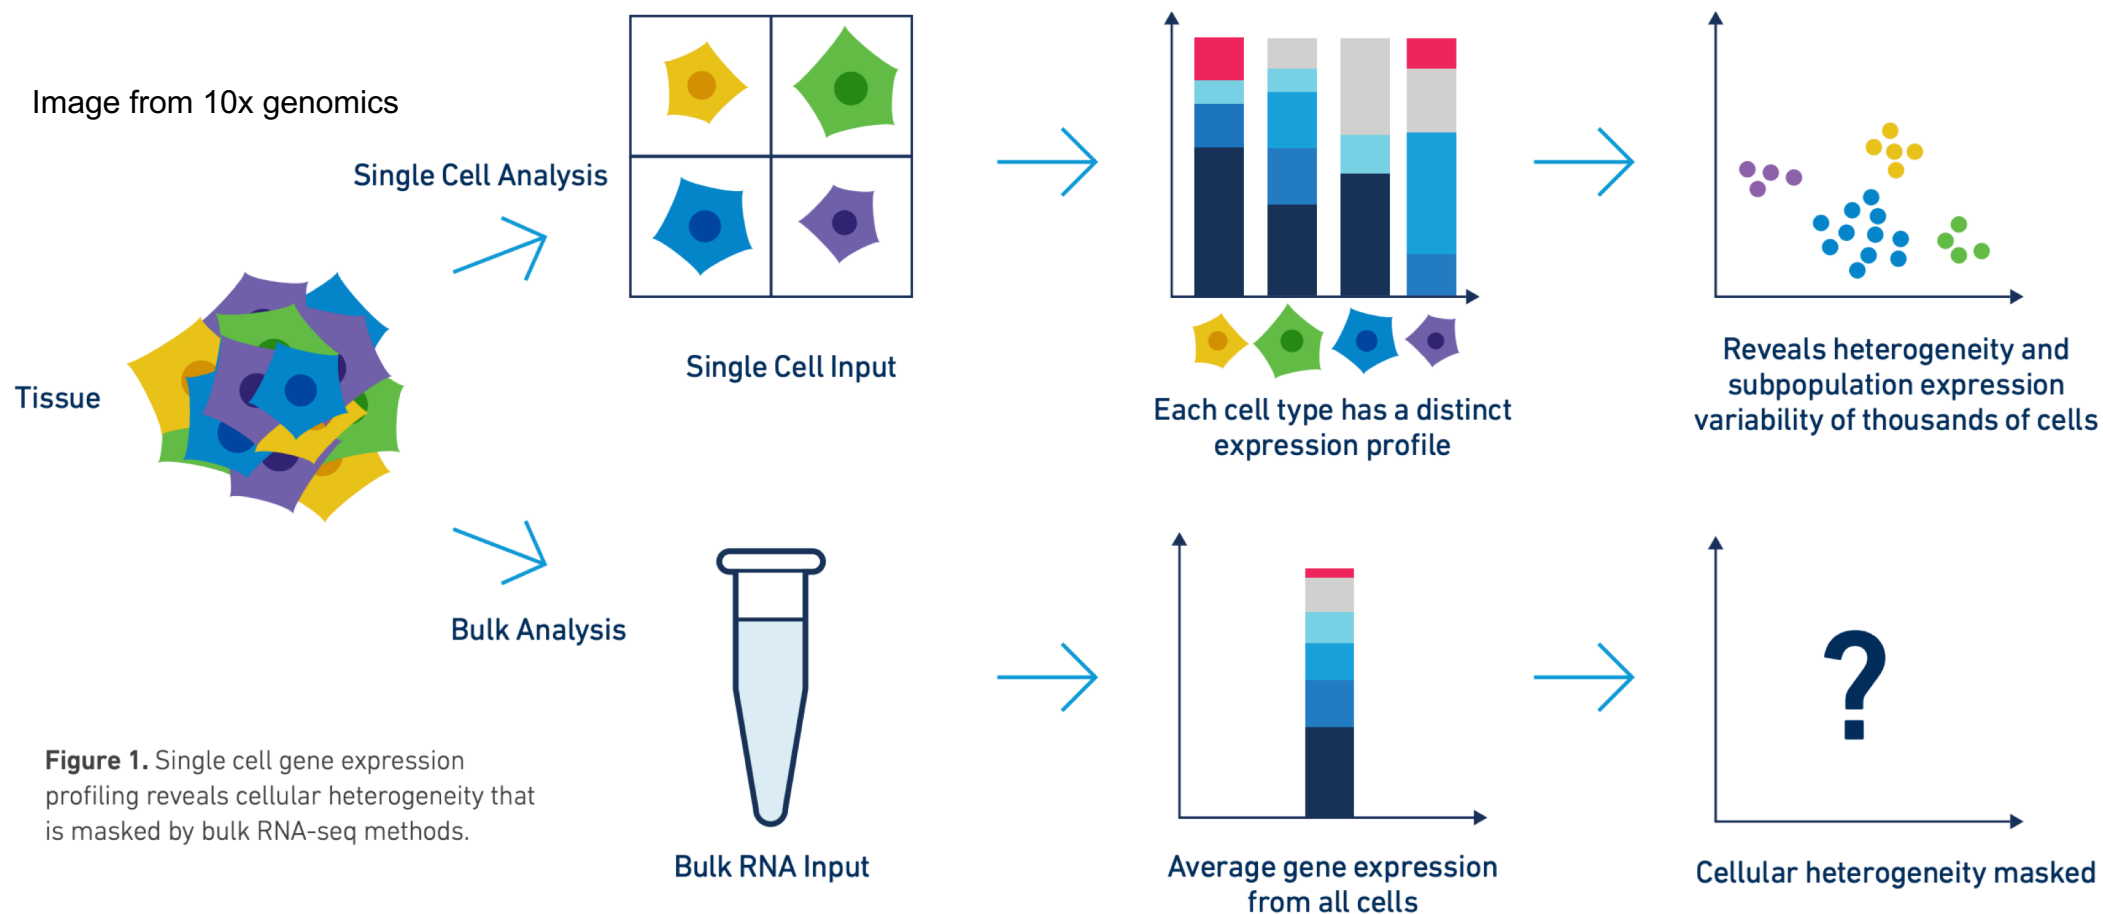 Image from 10x genomics
Single Cell Analysis
Single Cell Input
Each cell type has a distinct
expression profile
Reveals heterogeneity and
subpopulation expression
variability of thousands of cells
Tissue
Bulk Analysis
Bulk RNA Input
Average gene expression
from all cells
?
Cellular heterogeneity masked
Figure 1. Single cell gene expression
profiling reveals cellular heterogeneity that
is masked by bulk RNA-seq methods.